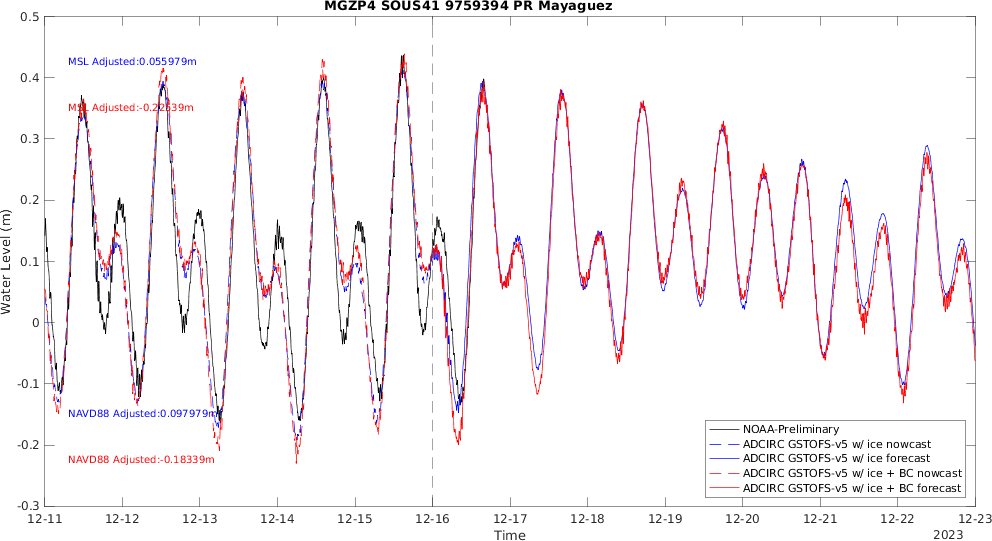 MGZP4 SOUS41 9759394 PR Mayaguez
Water Level (m)
0.5
0.4
0.3
0.2
0.1
0
-0.1
-0.2
-0.3
MSL Adjusted:0.055979m
MSL Adjusted:-0.22539m
NAVD88 Adjusted:0.097979m
NAVD88 Adjusted:-0.18339m
NOAA-Preliminary
ADCIRC GSTOFS-v5 w/ ice nowcast
ADCIRC GSTOFS-v5 w/ ice forecast
ADCIRC GSTOFS-v5 w/ ice + BC nowcast
ADCIRC GSTOFS-v5 w/ ice + BC forecast
12-11 12-12 12-13 12-14 12-15 12-16 12-17 12-18 12-19 12-20 12-21 12-22 12-23
Time
2023